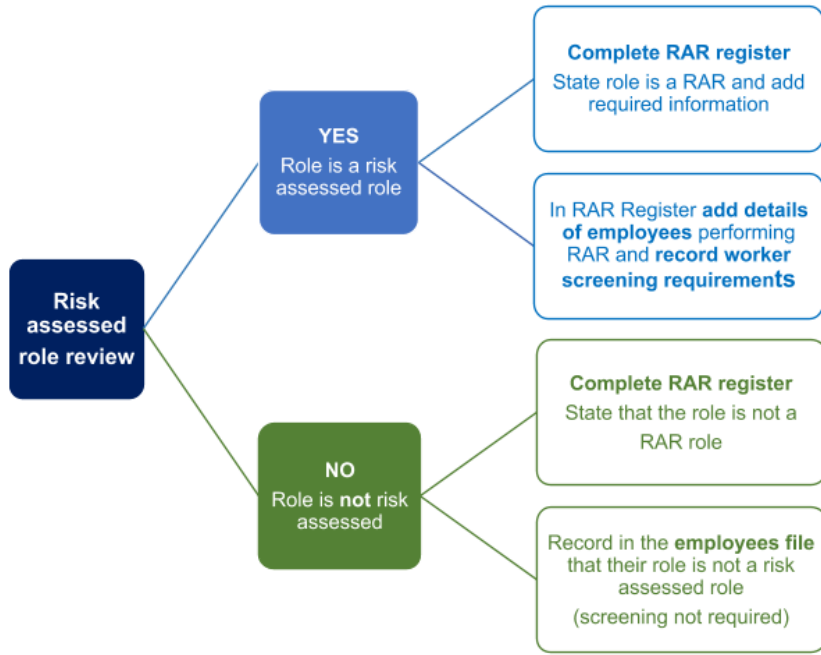 Risk
assessed
role review
YES
Role is a risk
assessed role
Complete RAR register
State role is a RAR and add
required information
In RAR Register add details
of employees performing
RAR and record worker
screening requirements
NO
Role is not risk
assessed
Complete RAR register
State that the role is not a
RAR role
Record in the employees file
that their role is not a risk
assessed role
(screening not required)